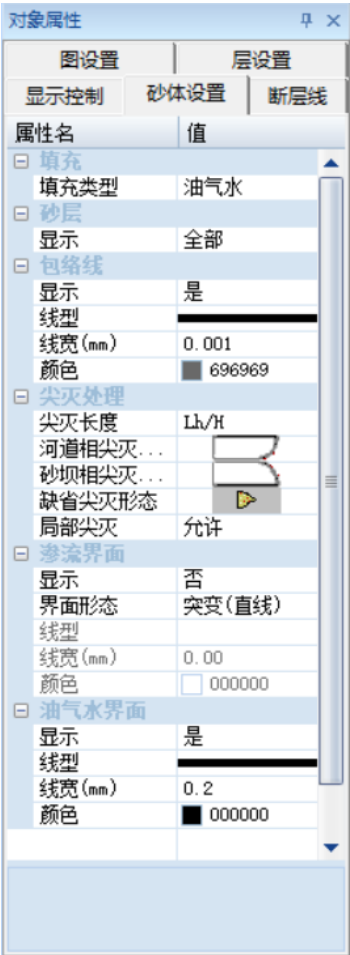 对象属性
图设置 层设置
显示控制 砂体设置 断层线
属性名 值
填充
填充类型 油气水
砂层
显示 全部
包络线
显示 是
线型
线宽(mm) 0.001
颜色 696969
尖灭处理
尖灭长度 Lh/H
河道相尖灭...
砂坝相尖灭...
缺省尖灭形态
局部尖灭 允许
渗流界面
显示 否
界面形态 突变(直线)
线型
线宽(mm) 0.00
颜色 000000
油气水界面
显示 是
线型
线宽(mm) 0.2
颜色 000000